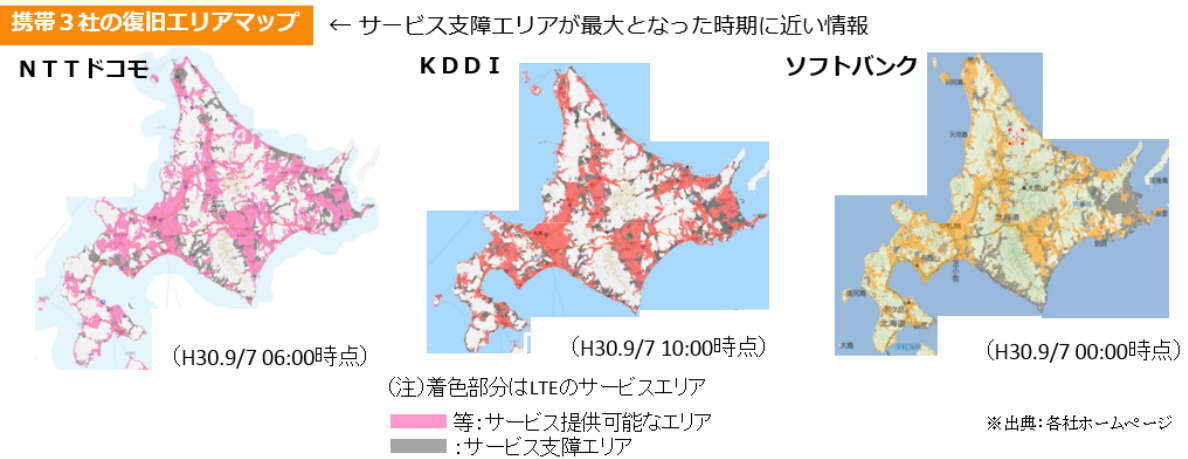 携帯３社の復旧エリアマップ
← サービス支障エリアが最大となった時期に近い情報
ＮＴＴドコモ
ＫＤＤＩ
ソフトバンク
（H30.9/7 06:00時点）
（H30.9/7 10:00時点）
（H30.9/7 00:00時点）
（注）着色部分はLTEのサービスエリア
等：サービス提供可能なエリア
：サービス支障エリア
※出典：各社ホームページ